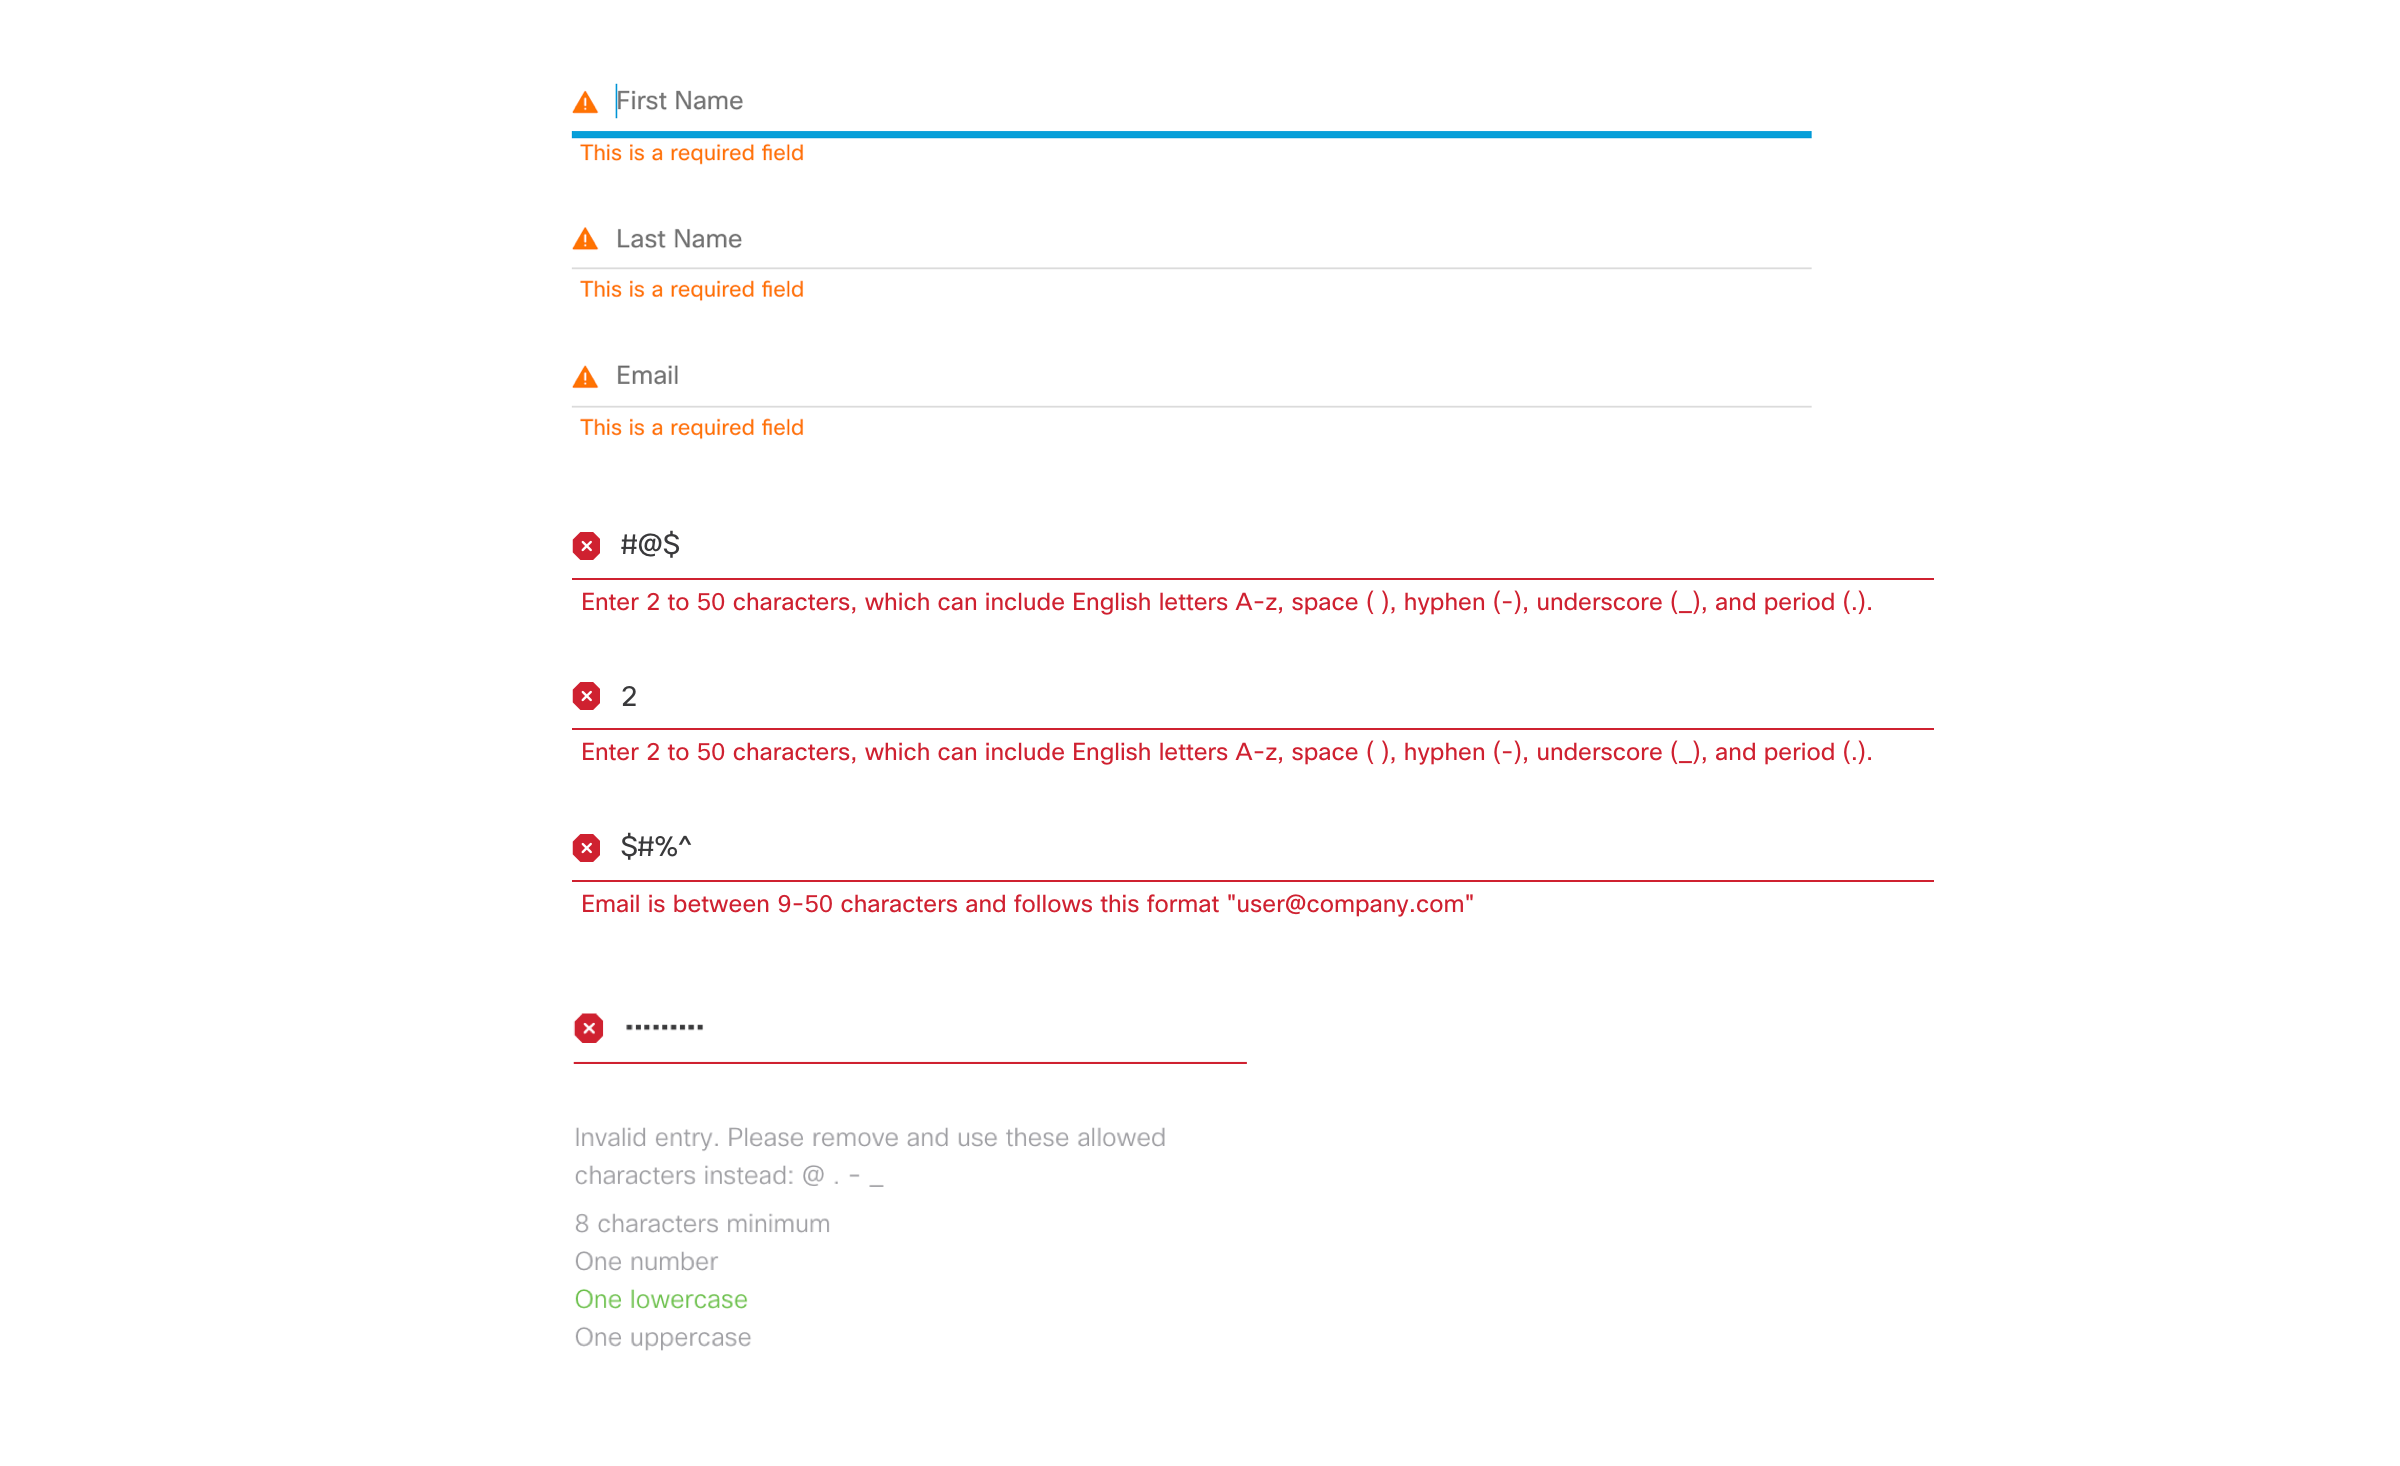 First Name
This is a required field
Last Name
This is a required field
Email
This is a required field
#@$
Enter 2 to 50 characters, which can include English letters A-z, space ( ), hyphen (-), underscore (_), and period (.).
2
Enter 2 to 50 characters, which can include English letters A-z, space ( ), hyphen (-), underscore (_), and period (.).
$#%^
Email is between 9-50 characters and follows this format "user@company.com"
Invalid entry. Please remove and use these allowed
characters instead: @ . - _
8 characters minimum
One number
One lowercase
One uppercase